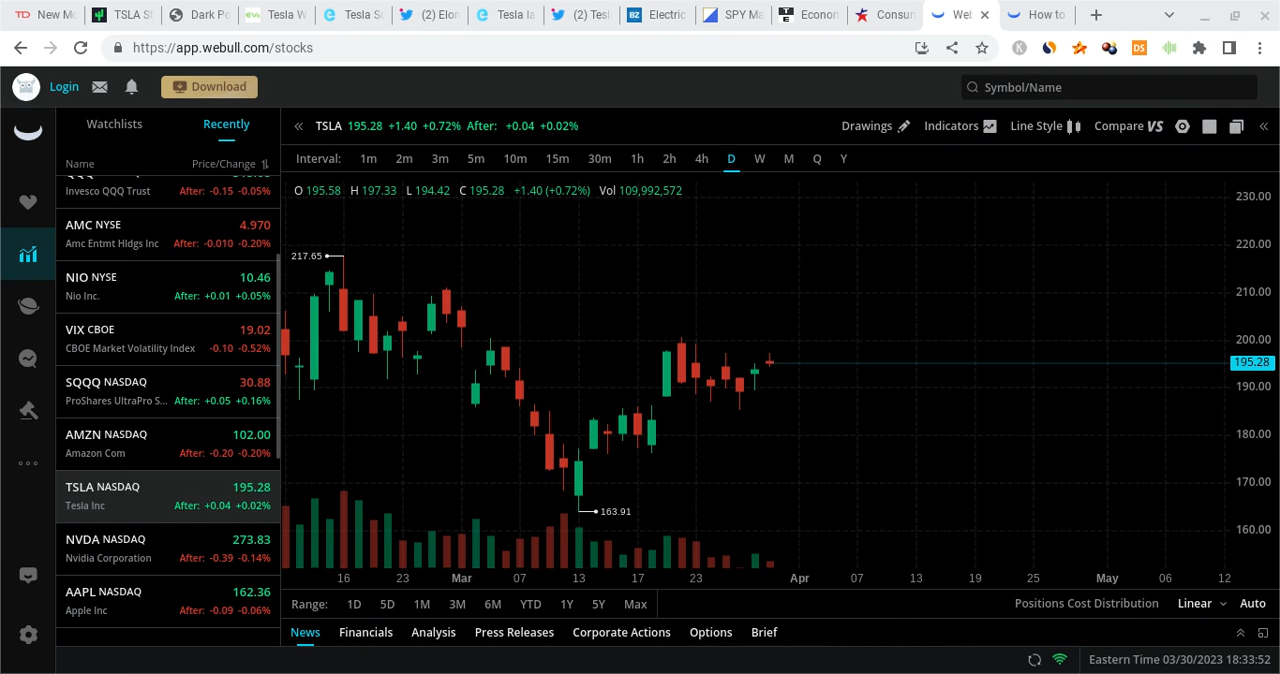 New Mo
TSLA St
Dark Po
Tesla W
Tesla Se
(2) Elon
Tesla la
(2) Tesl
Electric
SPY Ma
Econom
Consun
Web
How to
https://app.webull.com/stocks
Login
Download
Symbol/Name
Watchlists
Recently
Name Price/Change
Invesco QQQ Trust -0.15 -0.05%
AMC NYSE 4.970
Amc Entmt Hldgs Inc After: -0.010 -0.20%
NIO NYSE 10.46
Nio Inc. After: +0.01 +0.05%
VIX CBOE 19.02
CBOE Market Volatility Index -0.10 -0.52%
SQQQ NASDAQ 30.88
ProShares UltraPro S... After: +0.05 +0.16%
AMZN NASDAQ 102.00
Amazon Com After: -0.20 -0.20%
TSLA NASDAQ 195.28
Tesla Inc After: +0.04 +0.02%
NVDA NASDAQ 273.83
Nvidia Corporation After: -0.39 -0.14%
AAPL NASDAQ 162.36
Apple Inc After: -0.09 -0.06%
TSLA 195.28 +1.40 +0.72% After: +0.04 +0.02%
Drawings Indicators Line Style Compare VS
Interval: 1m 2m 3m 5m 10m 15m 30m 1h 2h 4h D W M Q Y
O 195.58 H 197.33 L 194.42 C 195.28 +1.40 (+0.72%) Vol 109,992,572
230.00
220.00
217.65
210.00
200.00
195.28
190.00
180.00
170.00
163.91
160.00
16 23 Mar 07 13 17 23 Apr 07 13 19 25 May 06 12
Range: 1D 5D 1M 3M 6M YTD 1Y 5Y Max
Positions Cost Distribution Linear Auto
News Financials Analysis Press Releases Corporate Actions Options Brief
Eastern Time 03/30/2023 18:33:52